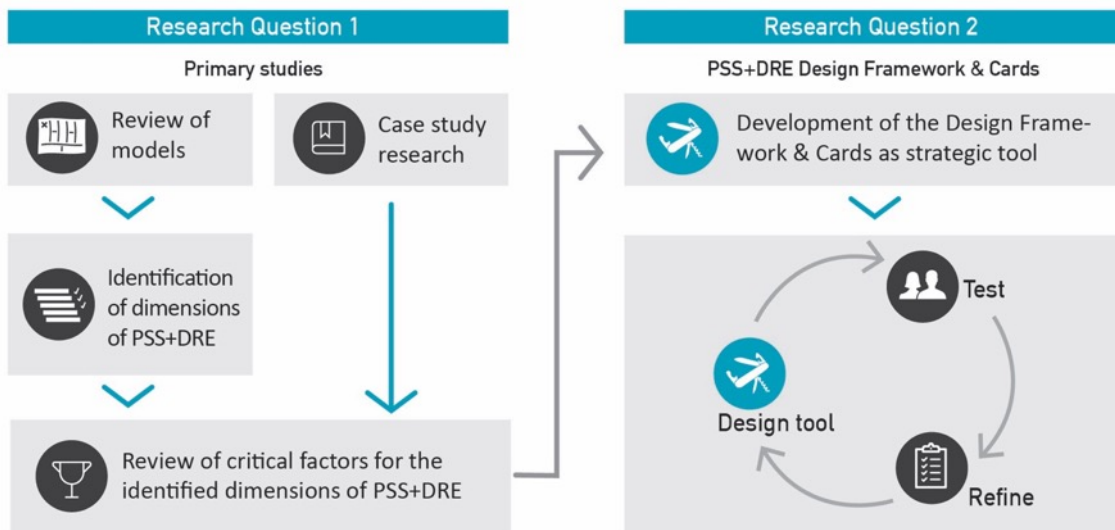 Research Question 1
Primary studies
Review of
models
Case study
research
Identification
of dimensions
of PSS+DRE
Review of critical factors for the
identified dimensions of PSS+DRE
Research Question 2
PSS+DRE Design Framework & Cards
Development of the Design Frame-
work & Cards as strategic tool
Test
Design tool
Refine